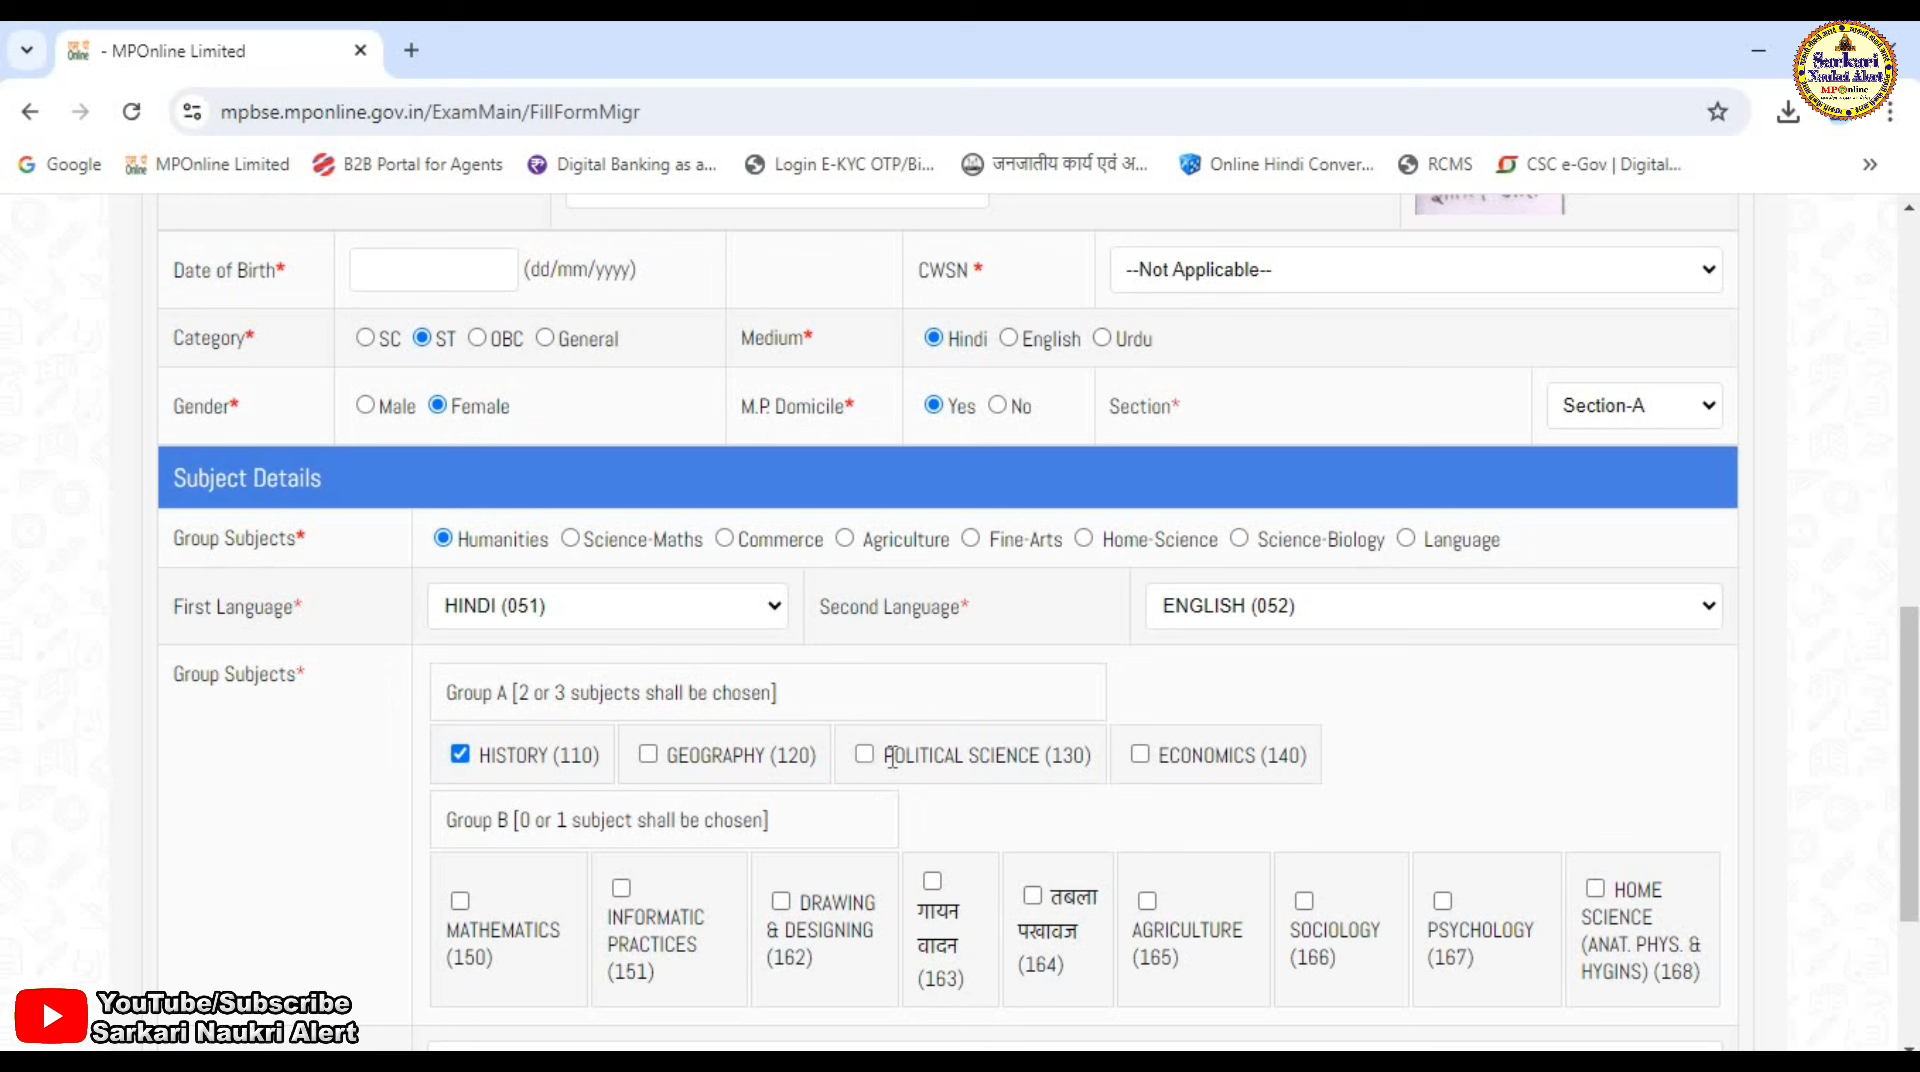 - MPOnline Limited
Sarkari
Naukri Alert
MPOnline
mpbse.mponline.gov.in/ExamMain/FillFormMigr
Google MPOnline Limited B2B Portal for Agents Digital Banking as a... Login E-KYC OTP/Bi... जनजातीय कार्य एवं अ... Online Hindi Conver... RCMS CSC e-Gov | Digital...
Date of Birth* (dd/mm/yyyy) CWSN * --Not Applicable--
Category* SC ST OBC General Medium* Hindi English Urdu
Gender* Male Female M.P. Domicile* Yes No Section* Section-A
Subject Details
Group Subjects* Humanities Science-Maths Commerce Agriculture Fine-Arts Home-Science Science-Biology Language
First Language* HINDI (051) Second Language* ENGLISH (052)
Group Subjects*
Group A [2 or 3 subjects shall be chosen]
HISTORY (110) GEOGRAPHY (120) POLITICAL SCIENCE (130) ECONOMICS (140)
Group B [0 or 1 subject shall be chosen]
MATHEMATICS
(150)
INFORMATIC
PRACTICES
(151)
DRAWING
& DESIGNING
(162)
गायन
वादन
(163)
तबला
पखावज
(164)
AGRICULTURE
(165)
SOCIOLOGY
(166)
PSYCHOLOGY
(167)
HOME
SCIENCE
(ANAT. PHYS. &
HYGINS) (168)
YouTube/Subscribe
Sarkari Naukri Alert